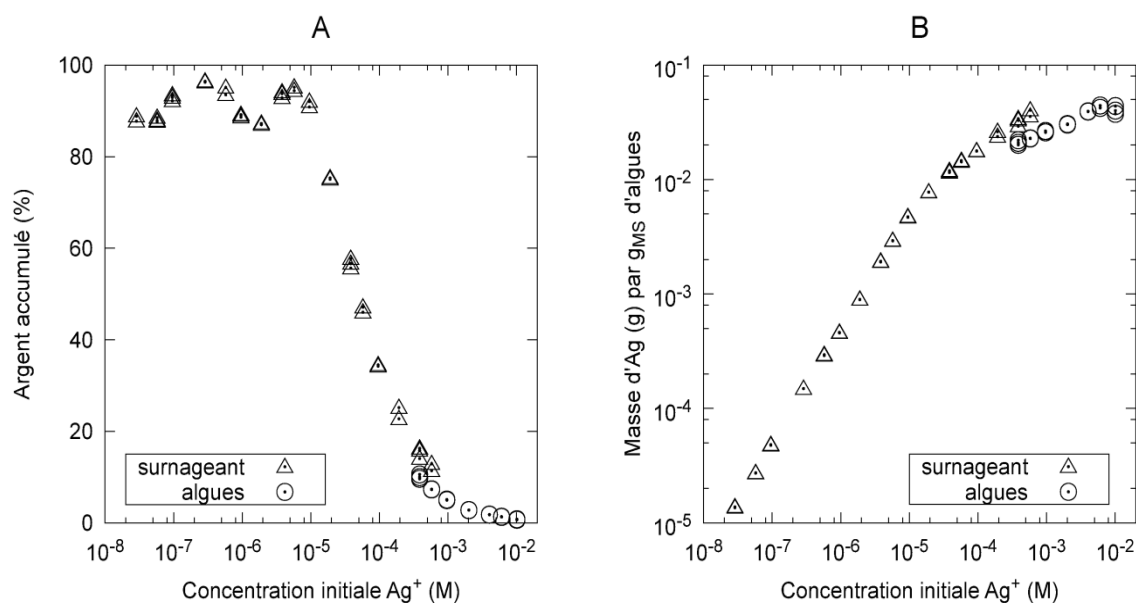 A
Argent accumulé (%)
100
80
60
40
20
0
surnageant
algues
10-8
10-7
10-6
10-5
10-4
10-3
10-2
Concentration initiale Ag+ (M)
B
Masse d'Ag (g) par gMS d'algues
10-1
10-2
10-3
10-4
10-5
surnageant
algues
10-8
10-7
10-6
10-5
10-4
10-3
10-2
Concentration initiale Ag+ (M)